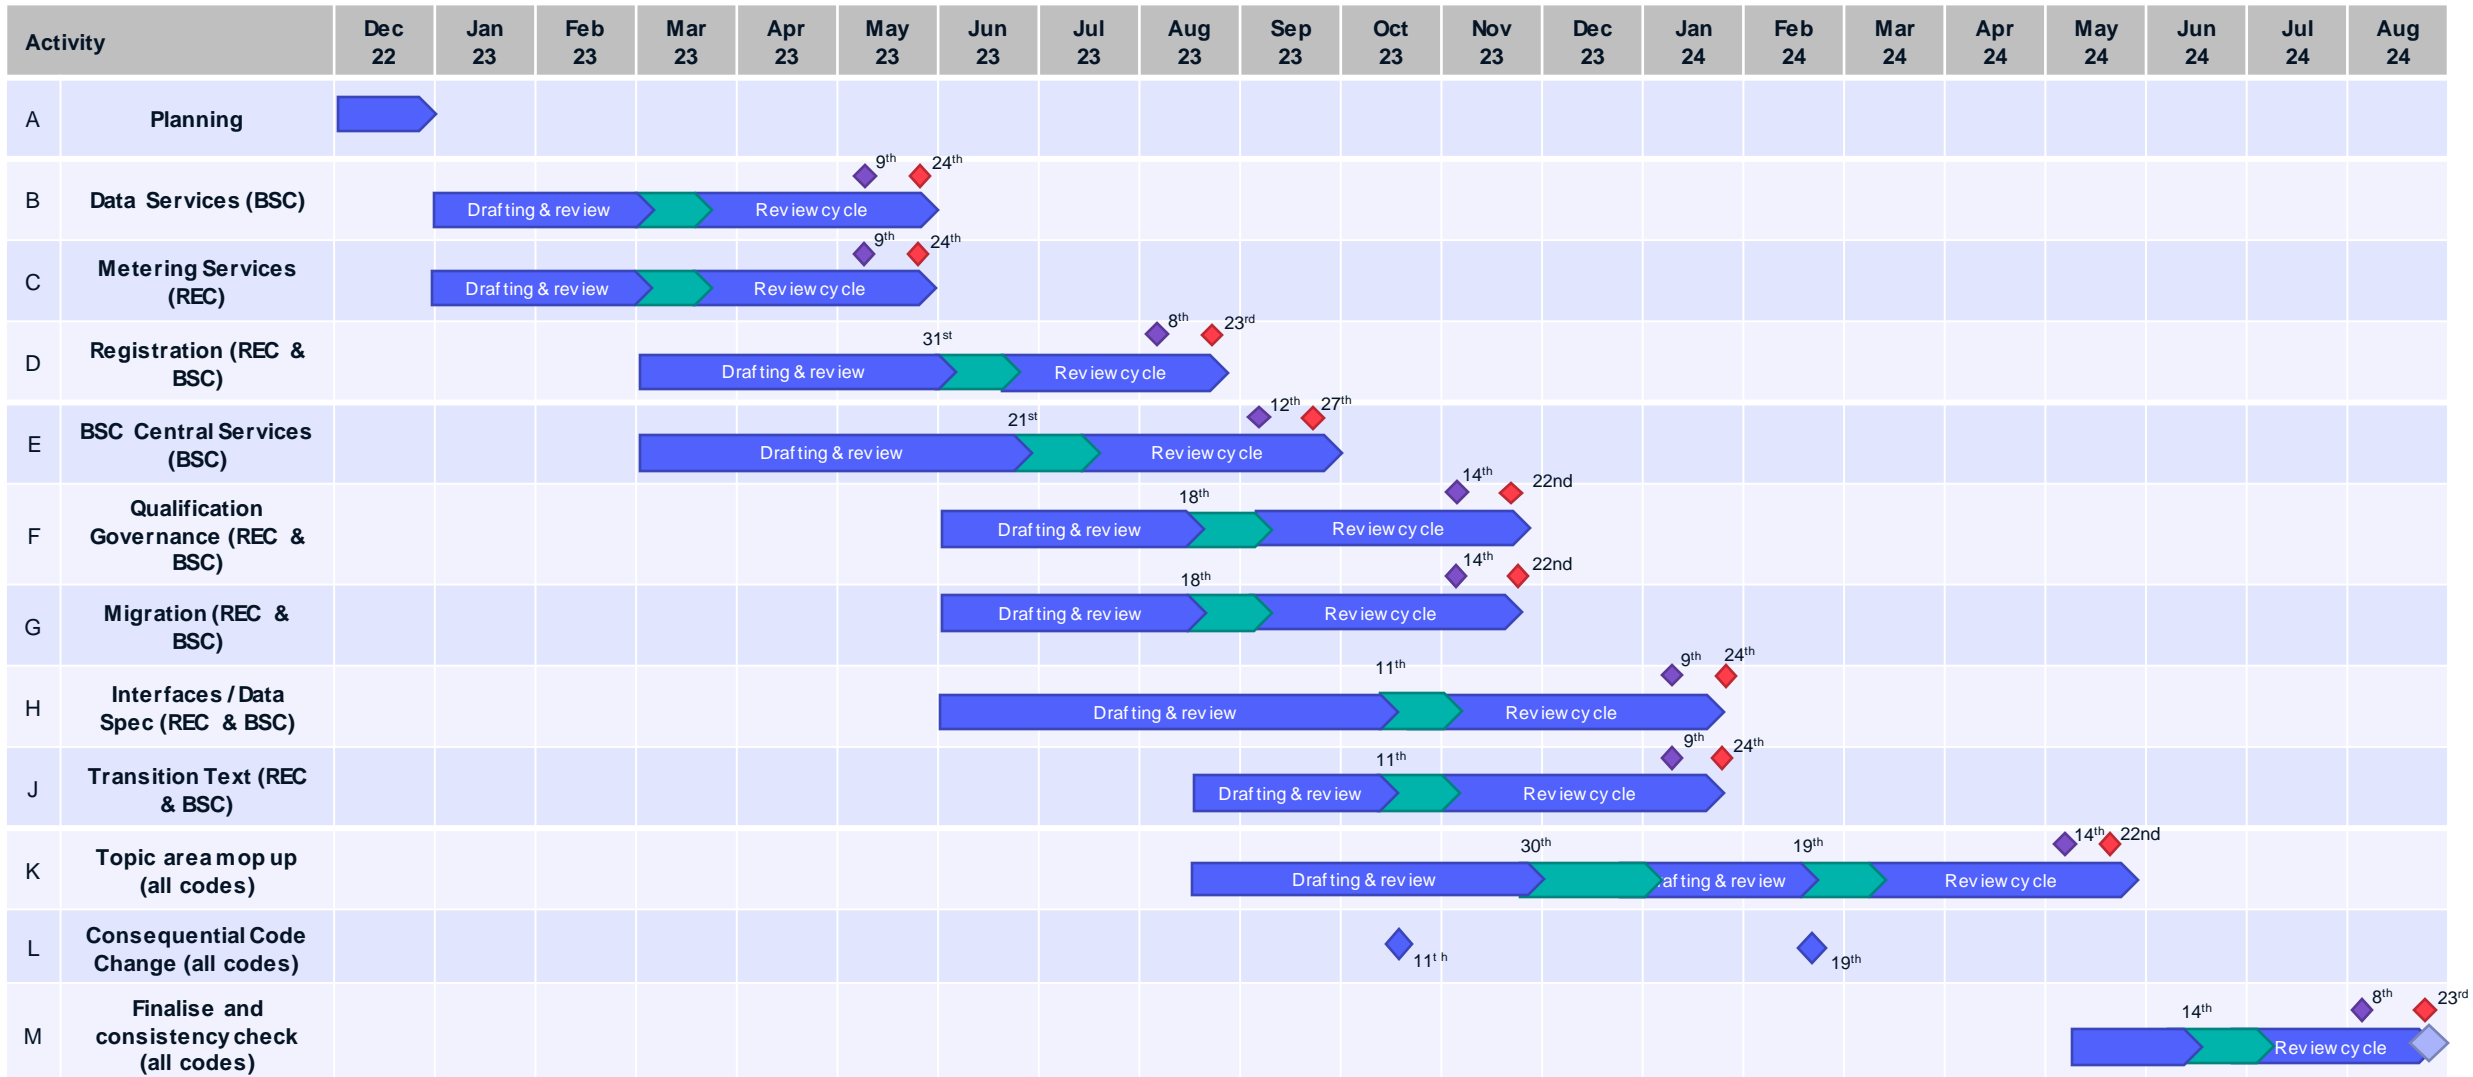 Activity
Dec 22
Jan 23
Feb 23
Mar 23
Apr 23
May 23
Jun 23
Jul 23
Aug 23
Sep 23
Oct 23
Nov 23
Dec 23
Jan 24
Feb 24
Mar 24
Apr 24
May 24
Jun 24
Jul 24
Aug 24
A
Planning
B
Data Services (BSC)
9th
24th
Drafting & review
Review cycle
C
Metering Services
(REC)
9th
24th
Drafting & review
Review cycle
D
Registration (REC &
BSC)
31st
8th
23rd
Drafting & review
Review cycle
E
BSC Central Services
(BSC)
21st
12th
27th
Drafting & review
Review cycle
F
Qualification
Governance (REC &
BSC)
18th
14th
22nd
Drafting & review
Review cycle
G
Migration (REC &
BSC)
18th
14th
22nd
Drafting & review
Review cycle
H
Interfaces / Data
Spec (REC & BSC)
11th
9th
24th
Drafting & review
Review cycle
J
Transition Text (REC
& BSC)
11th
9th
24th
Drafting & review
Review cycle
K
Topic area mop up
(all codes)
30th
19th
14th
22nd
Drafting & review
afting & review
Review cycle
L
Consequential Code
Change (all codes)
11th
19th
M
Finalise and
consistency check
(all codes)
14th
8th
23rd
Review cycle